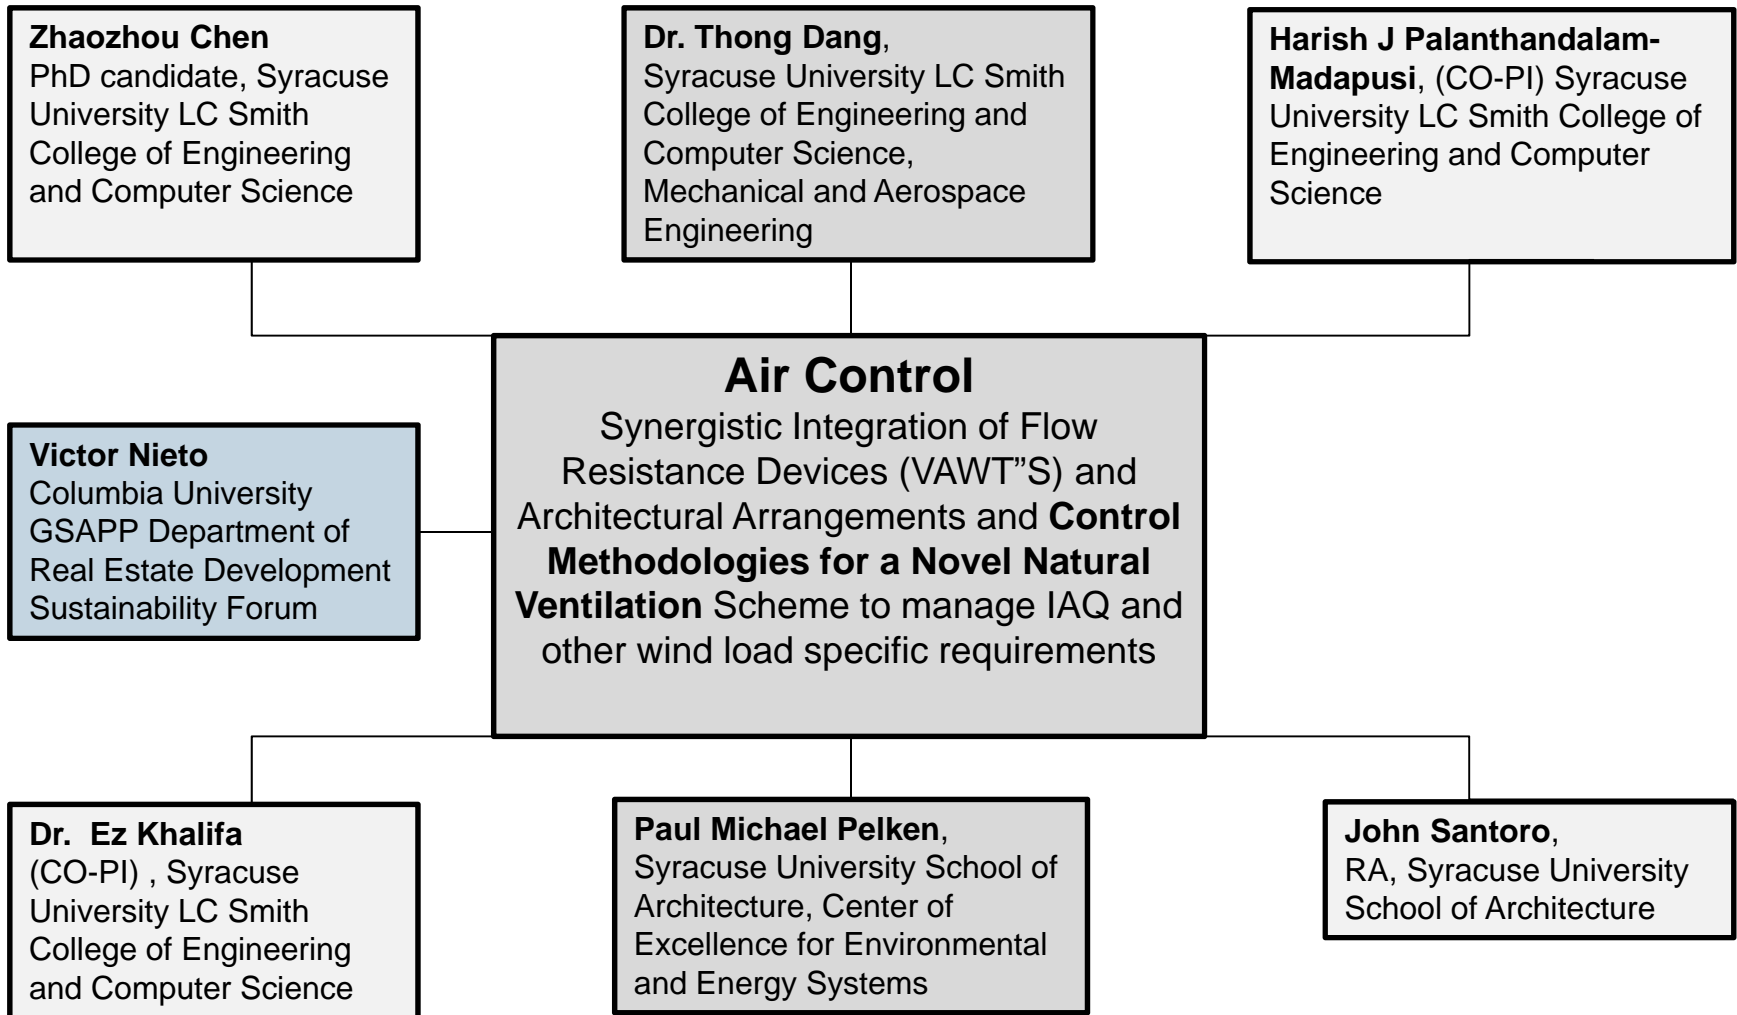 Zhaozhou Chen
PhD candidate, Syracuse
University LC Smith
College of Engineering
and Computer Science
Dr. Thong Dang,
Syracuse University LC Smith
College of Engineering and
Computer Science,
Mechanical and Aerospace
Engineering
Harish J Palanthandalam-
Madapusi, (CO-PI) Syracuse
University LC Smith College of
Engineering and Computer
Science
Air Control
Synergistic Integration of Flow
Resistance Devices (VAWT”S) and
Architectural Arrangements and Control
Methodologies for a Novel Natural
Ventilation Scheme to manage IAQ and
other wind load specific requirements
Victor Nieto
Columbia University
GSAPP Department of
Real Estate Development
Sustainability Forum
Dr. Ez Khalifa
(CO-PI) , Syracuse
University LC Smith
College of Engineering
and Computer Science
Paul Michael Pelken,
Syracuse University School of
Architecture, Center of
Excellence for Environmental
and Energy Systems
John Santoro,
RA, Syracuse University
School of Architecture